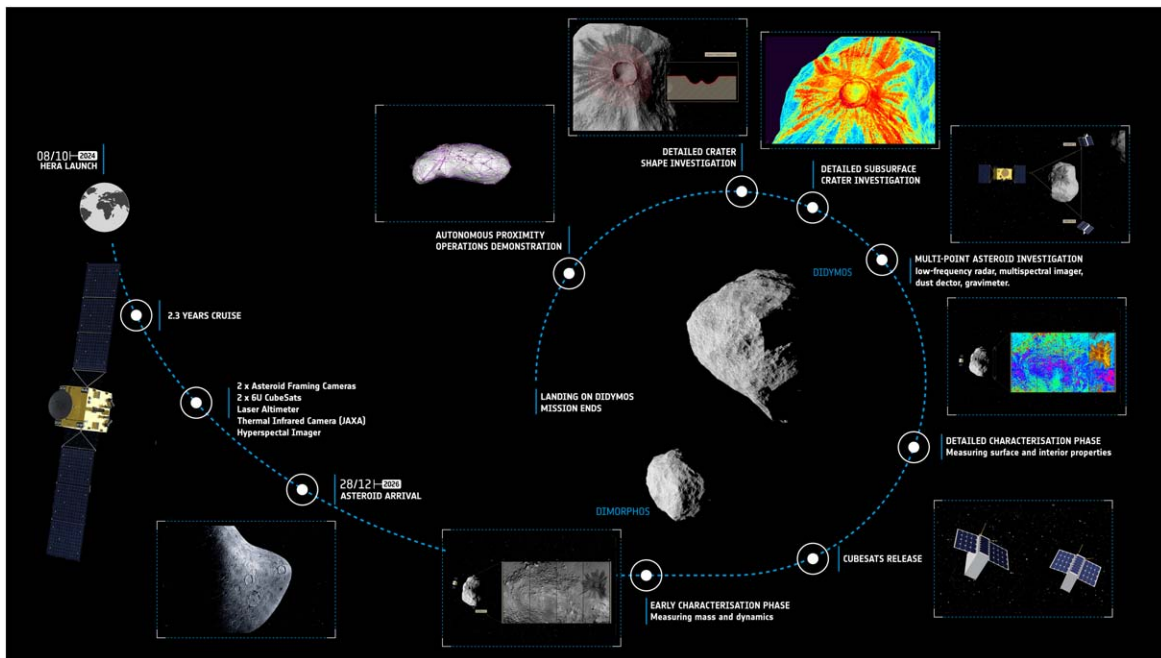 08/10 2024
HERA LAUNCH
2.3 YEARS CRUISE
2 x Asteroid Framing Cameras
2 x 6U CubeSats
Laser Altimeter
Thermal Infrared Camera (JAXA)
Hyperspectal Imager
28/12 2026
ASTEROID ARRIVAL
EARLY CHARACTERISATION PHASE
Measuring mass and dynamics
CUBESATS RELEASE
DETAILED CHARACTERISATION PHASE
Measuring surface and interior properties
MULTI-POINT ASTEROID INVESTIGATION
low-frequency radar, multispectral imager,
dust dector, gravimeter.
DETAILED SUBSURFACE
CRATER INVESTIGATION
DETAILED CRATER
SHAPE INVESTIGATION
AUTONOMOUS PROXIMITY
OPERATIONS DEMONSTRATION
LANDING ON DIDYMOS
MISSION ENDS
DIDYMOS
DIMORPHOS